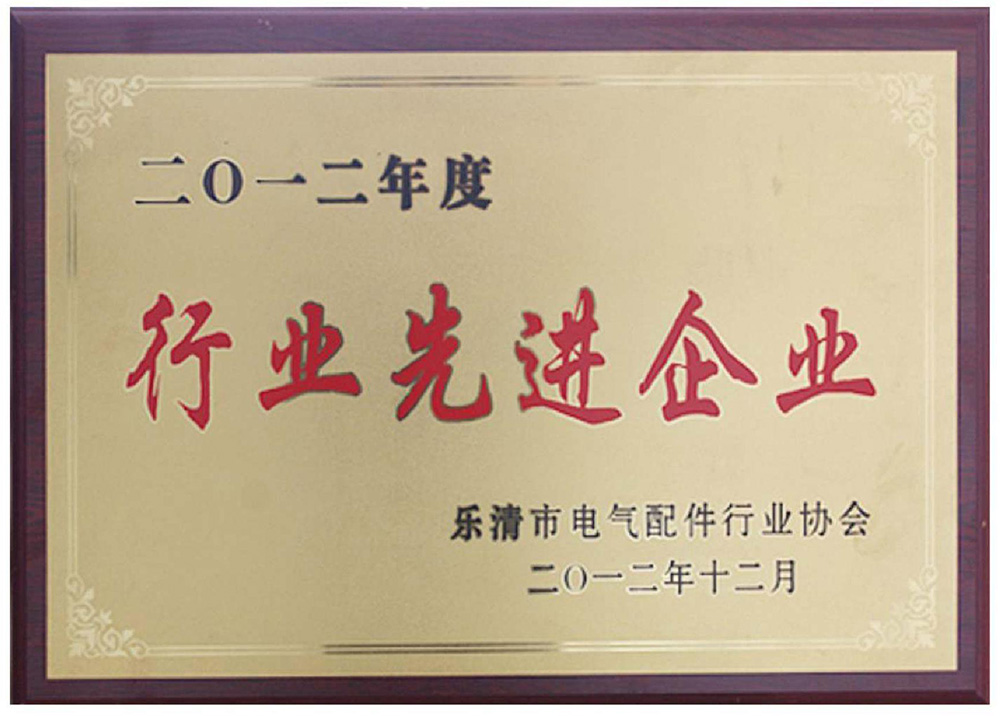 二〇一二年度
行业先进企业
乐清市电气配件行业协会
二〇一二年十二月